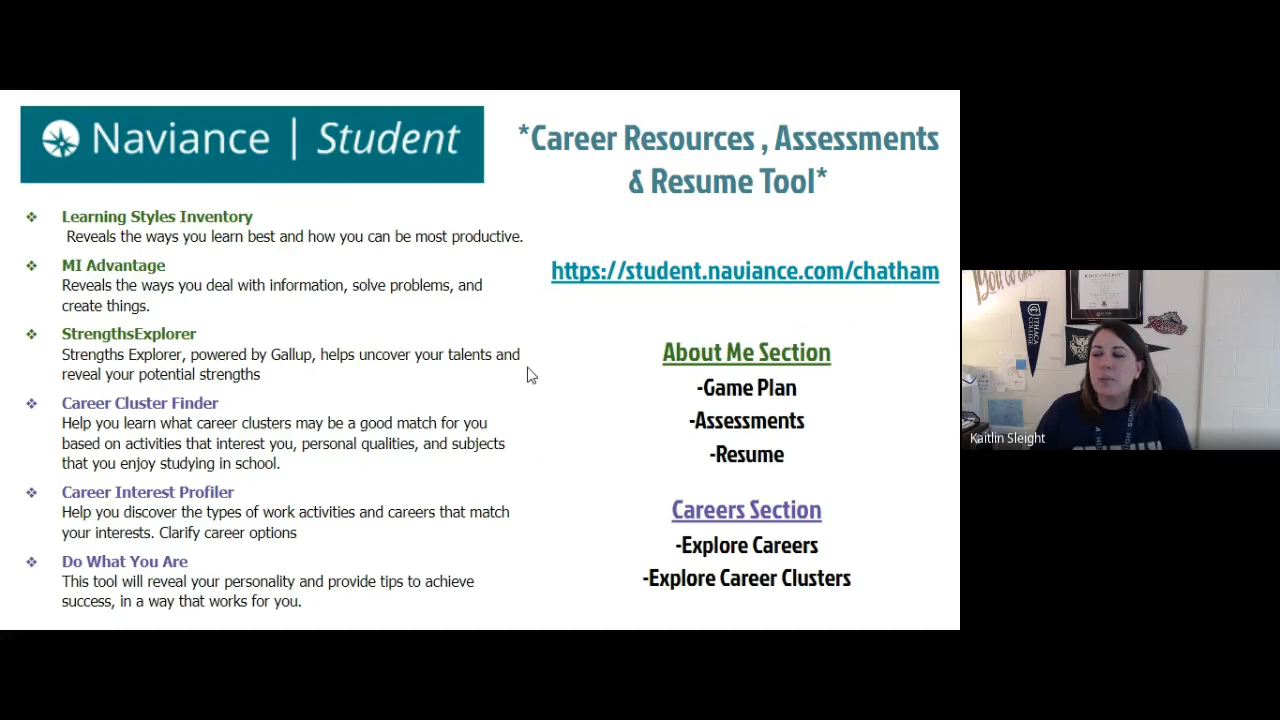 Naviance | Student
*Career Resources , Assessments
& Resume Tool*
❖ Learning Styles Inventory
Reveals the ways you learn best and how you can be most productive.
❖ MI Advantage
Reveals the ways you deal with information, solve problems, and
create things.
❖ StrengthsExplorer
Strengths Explorer, powered by Gallup, helps uncover your talents and
reveal your potential strengths
❖ Career Cluster Finder
Help you learn what career clusters may be a good match for you
based on activities that interest you, personal qualities, and subjects
that you enjoy studying in school.
❖ Career Interest Profiler
Help you discover the types of work activities and careers that match
your interests. Clarify career options
❖ Do What You Are
This tool will reveal your personality and provide tips to achieve
success, in a way that works for you.
https://student.naviance.com/chatham
About Me Section
-Game Plan
-Assessments
-Resume
Careers Section
-Explore Careers
-Explore Career Clusters
ITHACA
COLLEGE
Kaitlin Sleight